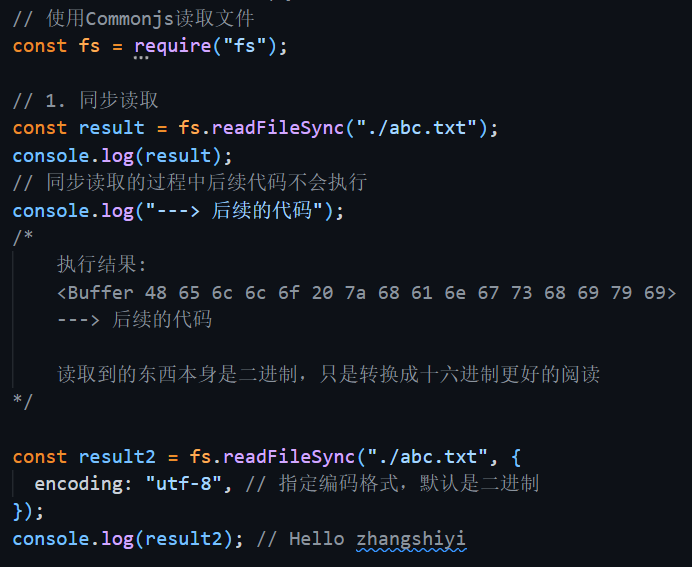 // 使用Commonjs读取文件
const fs = require("fs");
// 1. 同步读取
const result = fs.readFileSync("./abc.txt");
console.log(result);
// 同步读取的过程中后续代码不会执行
console.log("---> 后续的代码");
/*
执行结果:
<Buffer 48 65 6c 6c 6f 20 7a 68 61 6e 67 73 68 69 79 69>
---> 后续的代码
读取到的东西本身是二进制，只是转换成十六进制更好的阅读
*/
const result2 = fs.readFileSync("./abc.txt", {
encoding: "utf-8", // 指定编码格式，默认是二进制
});
console.log(result2); // Hello zhangshiyi